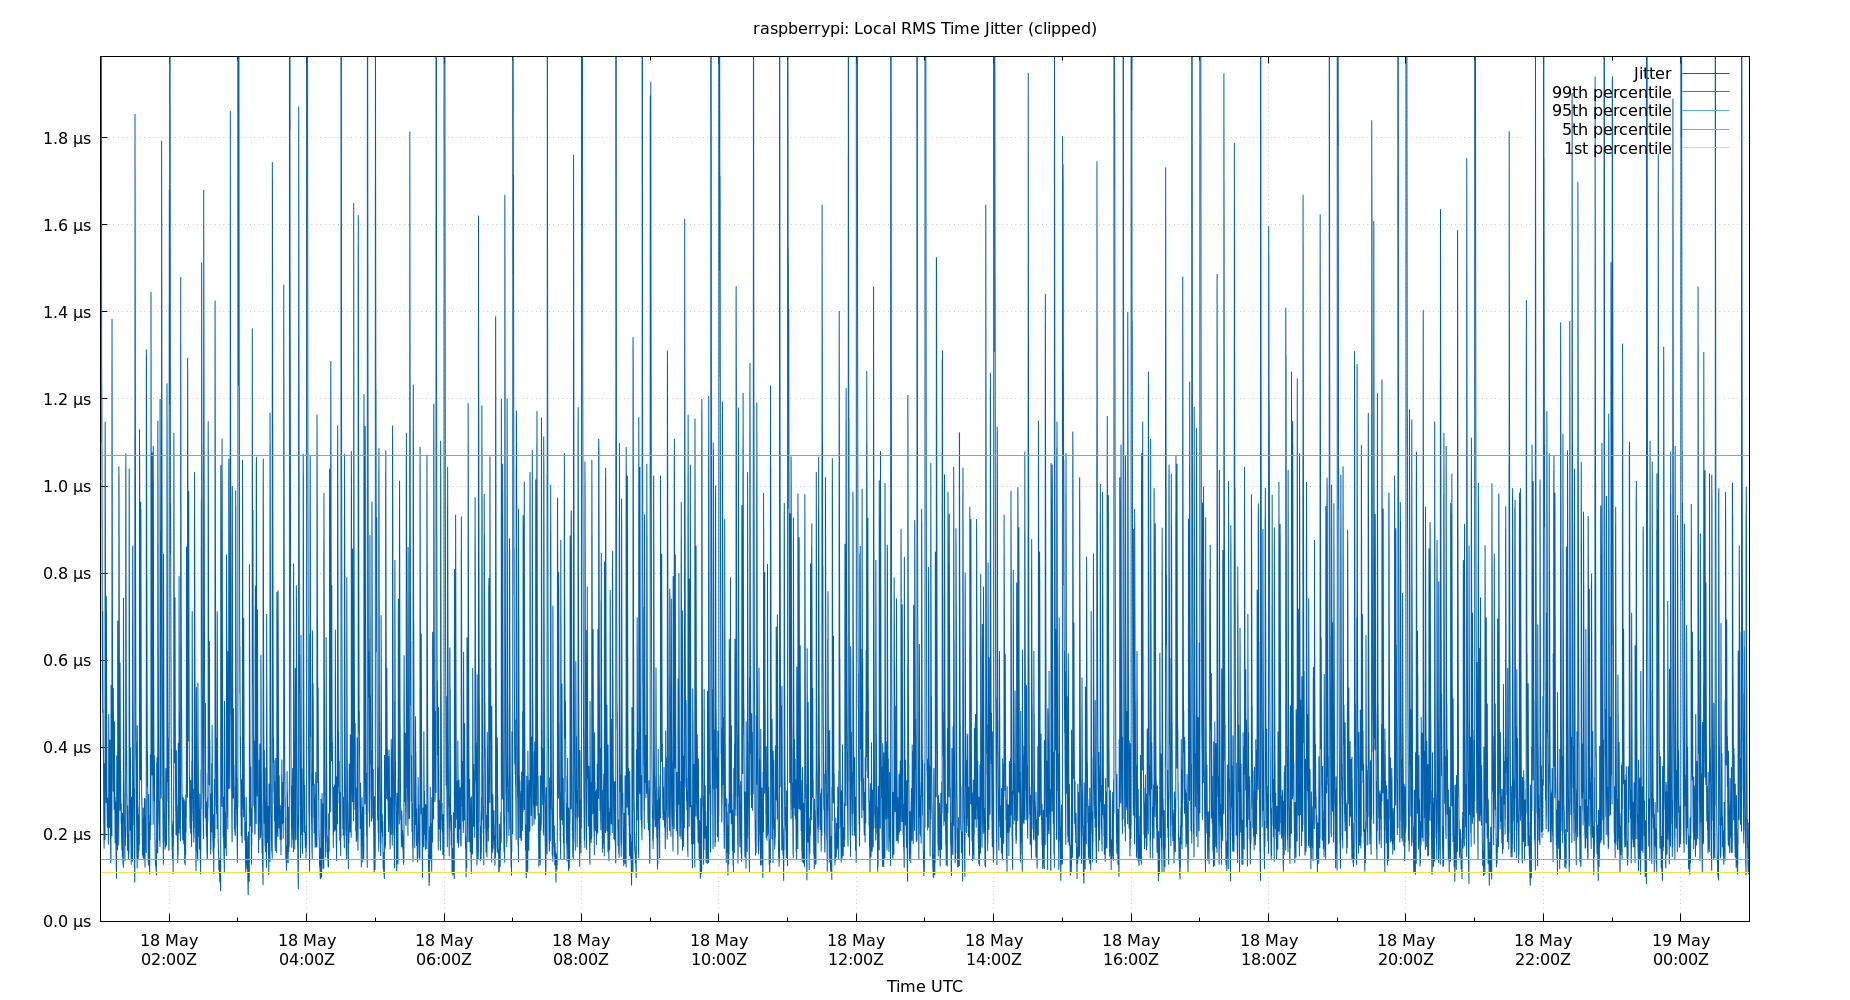 raspberrypi: Local RMS Time Jitter (clipped)
Jitter
99th percentile
95th percentile
5th percentile
1st percentile
1.8 µs
1.6 µs
1.4 µs
1.2 µs
1.0 µs
0.8 µs
0.6 µs
0.4 µs
0.2 µs
0.0 µs
18 May 18 May 18 May 18 May 18 May 18 May 18 May 18 May 18 May 18 May 18 May 19 May
02:00Z 04:00Z 06:00Z 08:00Z 10:00Z 12:00Z 14:00Z 16:00Z 18:00Z 20:00Z 22:00Z 00:00Z
Time UTC